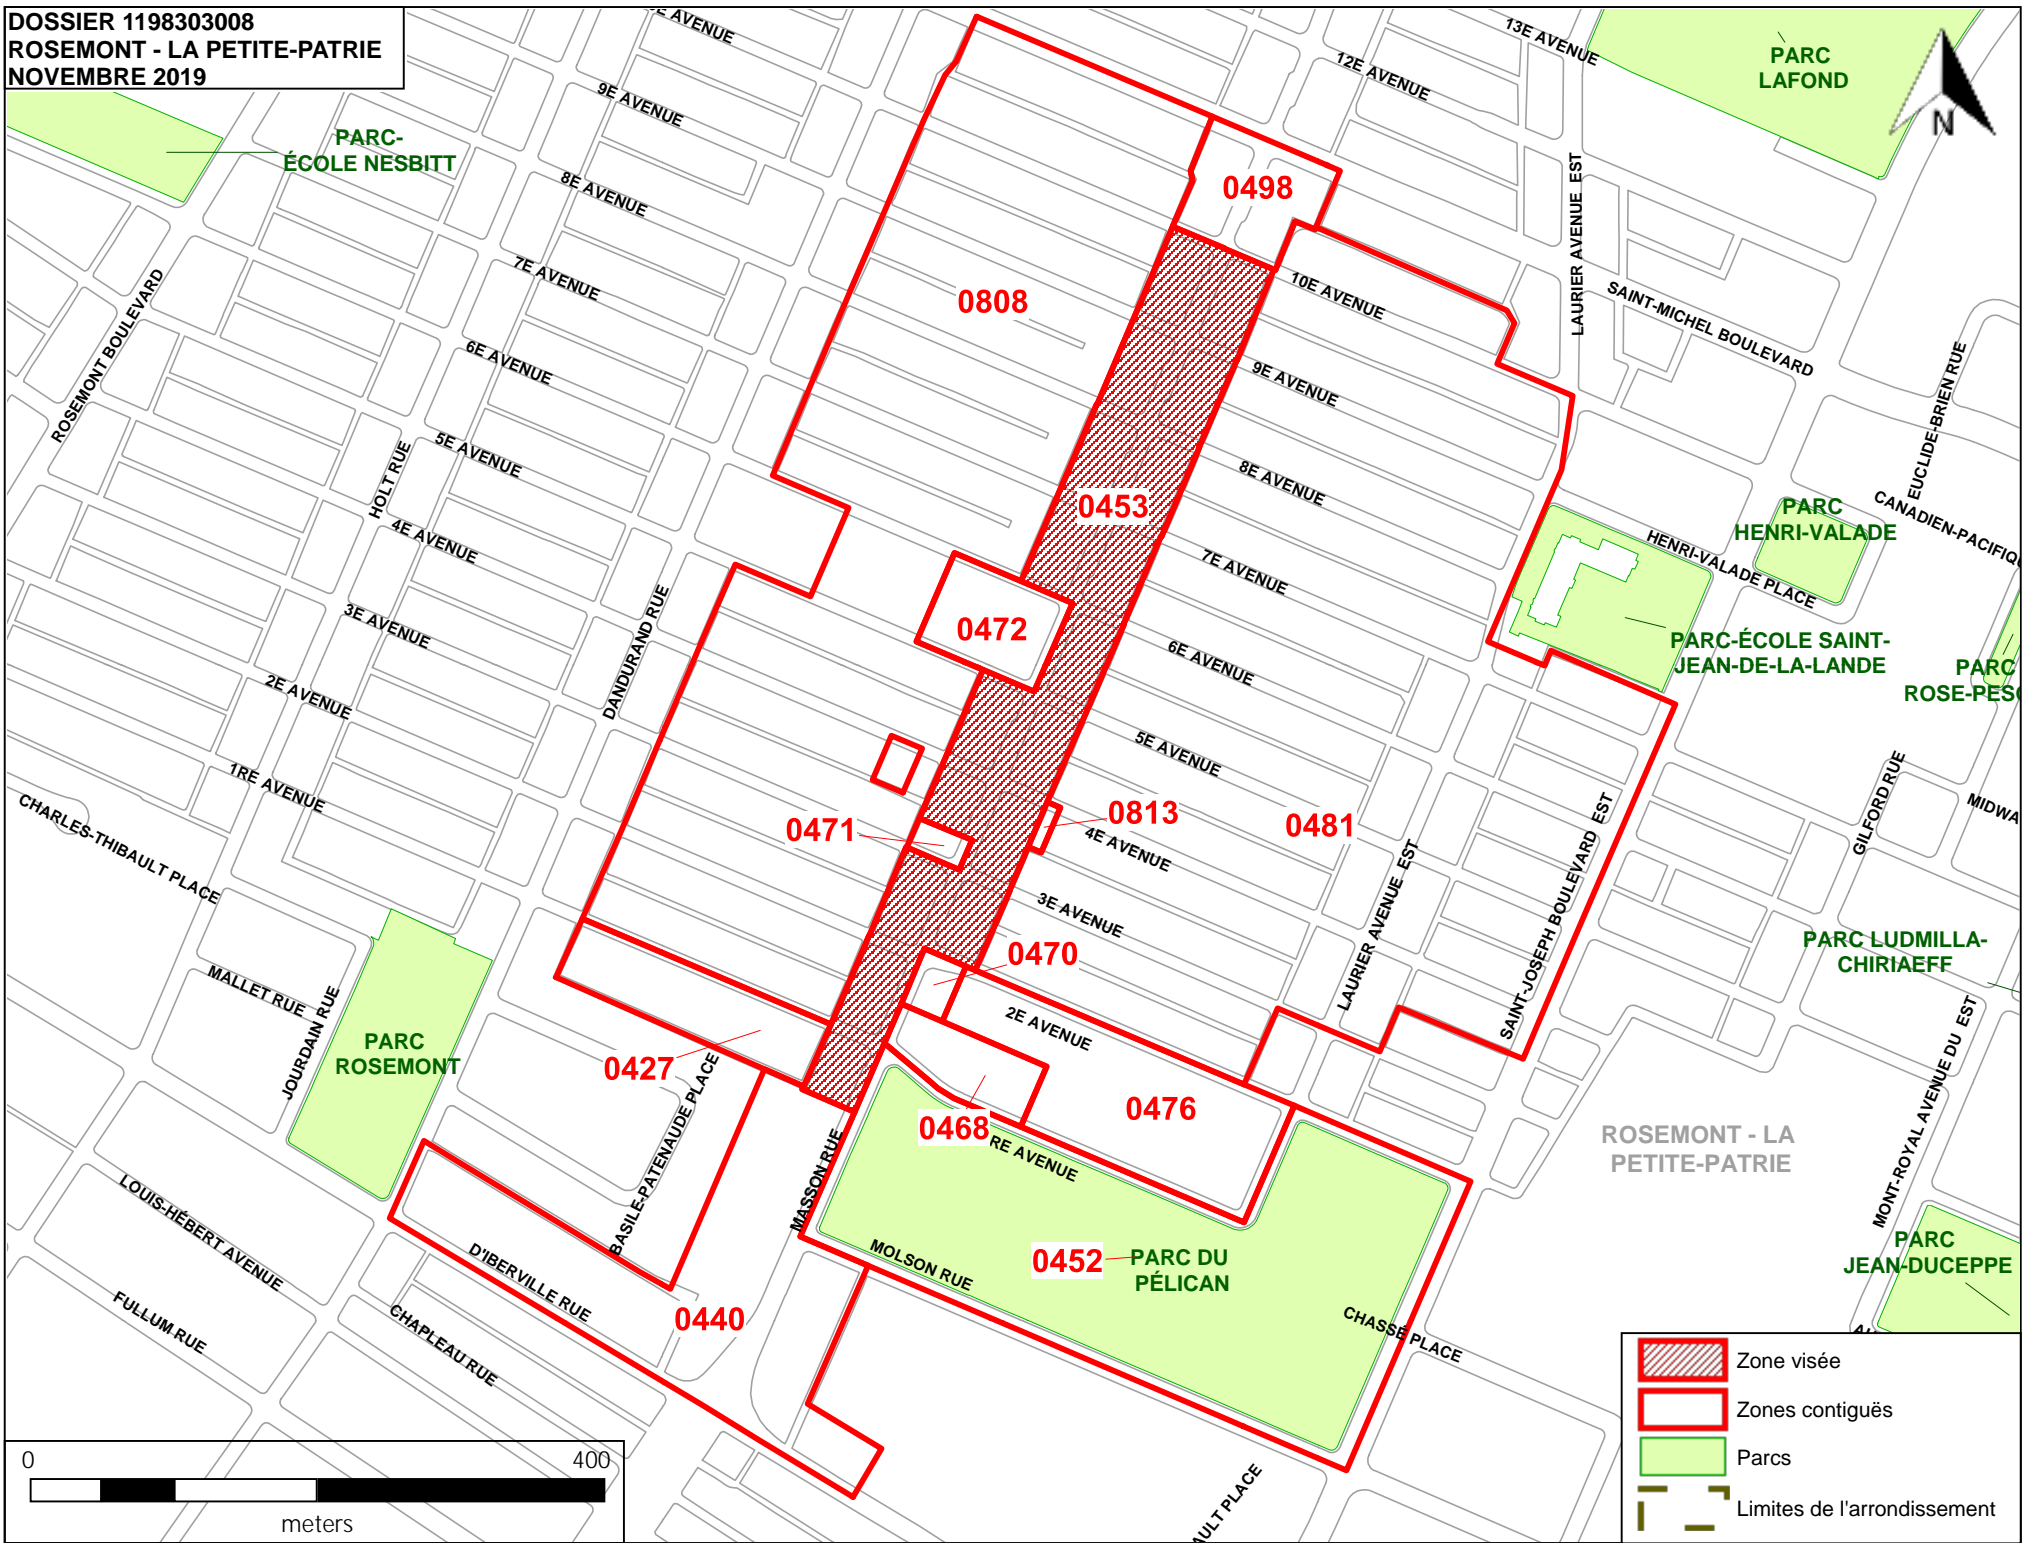 DOSSIER 1198303008
ROSEMONT - LA PETITE-PATRIE
NOVEMBRE 2019
E AVENUE
13E AVENUE
12E AVENUE
PARC
LAFOND
N
9E AVENUE
PARC-
ÉCOLE NESBITT
8E AVENUE
LAURIER AVENUE EST
0498
7E AVENUE
10E AVENUE
SAINT-MICHEL BOULEVARD
0808
ROSEMONT BOULEVARD
6E AVENUE
9E AVENUE
EUCLIDE-BRIEN RUE
5E AVENUE
HOLT RUE
8E AVENUE
0453
CANADIEN-PACIFIQU
PARC
HENRI-VALADE
4E AVENUE
HENRI-VALADE PLACE
7E AVENUE
3E AVENUE
DANDURAND RUE
0472
6E AVENUE
PARC-ÉCOLE SAINT-
JEAN-DE-LA-LANDE
PARC
ROSE-PES
2E AVENUE
5E AVENUE
1RE AVENUE
CHARLES-THIBAULT PLACE
0471
0813
4E AVENUE
0481
GILFORD RUE
MIDWA
LAURIER AVENUE EST
SAINT-JOSEPH BOULEVARD EST
3E AVENUE
0470
PARC LUDMILLA-
CHIRIAEFF
MALLET RUE
JOURDAIN RUE
PARC
ROSEMONT
2E AVENUE
0427
BASILE-PATENAUDE PLACE
0468
0476
RE AVENUE
ROSEMONT - LA
PETITE-PATRIE
MONT-ROYAL AVENUE DU EST
MASSON RUE
LOUIS-HÉBERT AVENUE
D'IBERVILLE RUE
MOLSON RUE
0452
PARC DU
PÉLICAN
PARC
JEAN-DUCEPPE
FULLUM RUE
CHAPLEAU RUE
0440
CHASSÉ PLACE
AULT PLACE
Zone visée
Zones contiguës
Parcs
Limites de l'arrondissement
0 400
meters